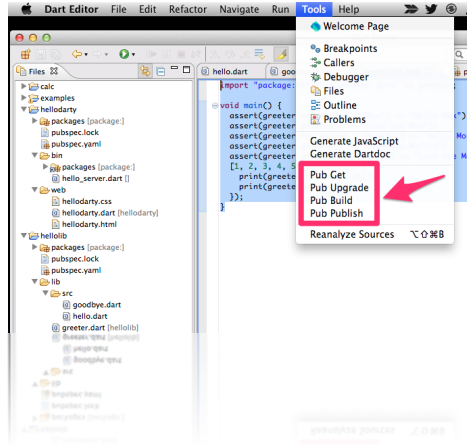 Dart Editor File Edit Refactor Navigate Run Tools Help
Welcome Page
Breakpoints
Callers
Debugger
Files
Outline
Problems
Generate JavaScript
Generate Dartdoc
Pub Get
Pub Upgrade
Pub Build
Pub Publish
Reanalyze Sources ⌥⇧⌘B
Files
calc
examples
hellodarty
packages [package:]
pubspec.lock
pubspec.yaml
bin
packages [package:]
hello_server.dart []
web
hellodarty.css
hellodarty.dart [hellodarty]
hellodarty.html
hellolib
packages [package:]
pubspec.lock
pubspec.yaml
lib
src
goodbye.dart
hello.dart
greeter.dart [hellolib]
hello.dart
import "package:
void main() {
assert(greeter
assert(greeter
assert(greeter
assert(greeter
[1, 2, 3, 4, 5
print(greete
print(greete
});
}